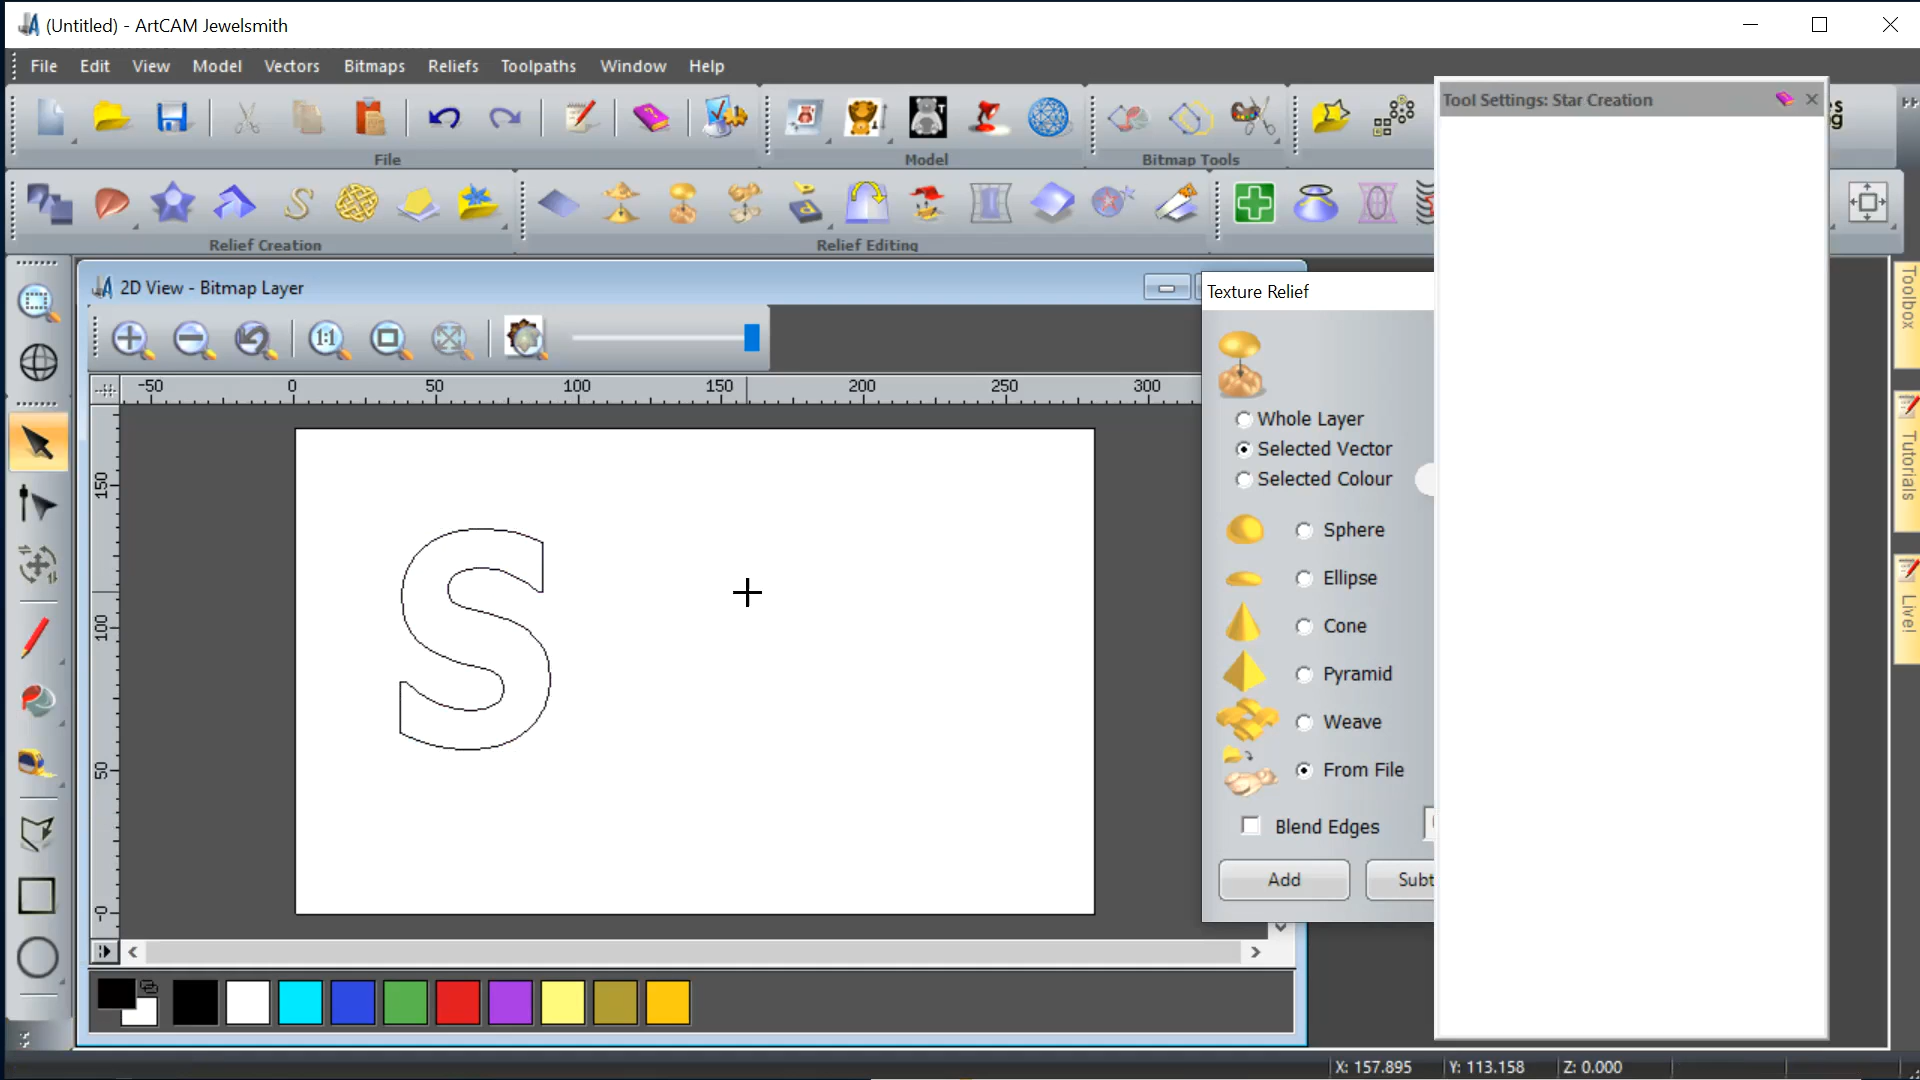 (Untitled) - ArtCAM Jewelsmith
File Edit View Model Vectors Bitmaps Reliefs Toolpaths Window Help
Tool Settings: Star Creation
File
Model
Bitmap Tools
Relief Creation
Relief Editing
2D View - Bitmap Layer
1:1
-50 0 50 100 150 200 250 300
150
100
50
-0
S
Texture Relief
Whole Layer
Selected Vector
Selected Colour
Sphere
Ellipse
Cone
Pyramid
Weave
From File
Blend Edges
Add
Subt
Toolbox
Tutorials
Live!
X: 157.895 Y: 113.158 Z: 0.000